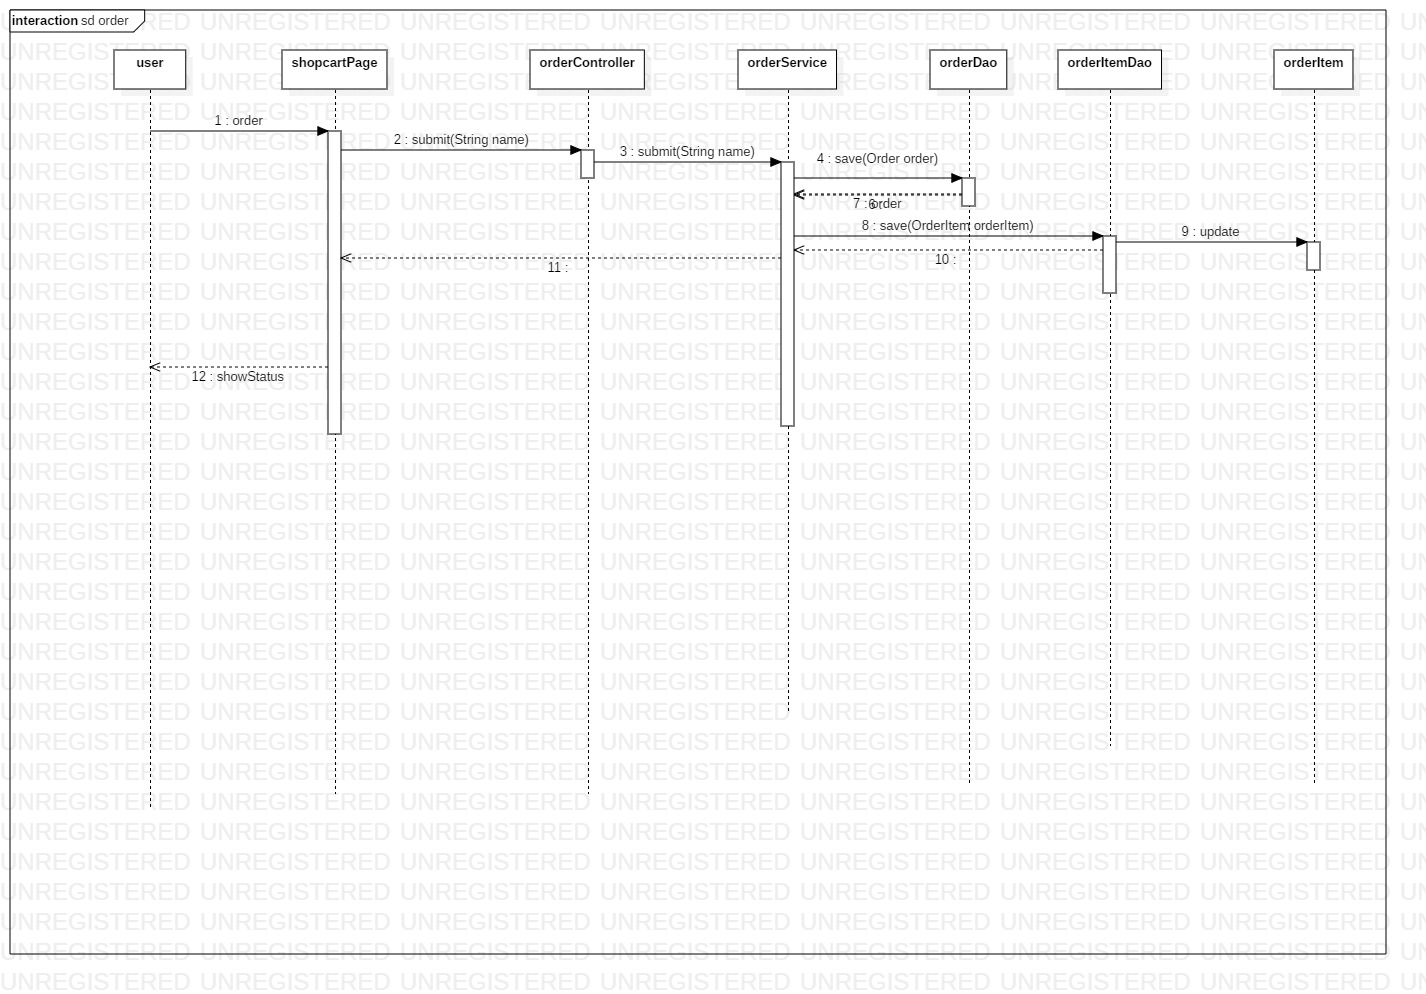 interaction sd order
user
shopcartPage
orderController
orderService
orderDao
orderItemDao
orderItem
1 : order
2 : submit(String name)
3 : submit(String name)
4 : save(Order order)
7 : order
8 : save(OrderItem orderItem)
9 : update
10 :
11 :
12 : showStatus
UNREGISTERED